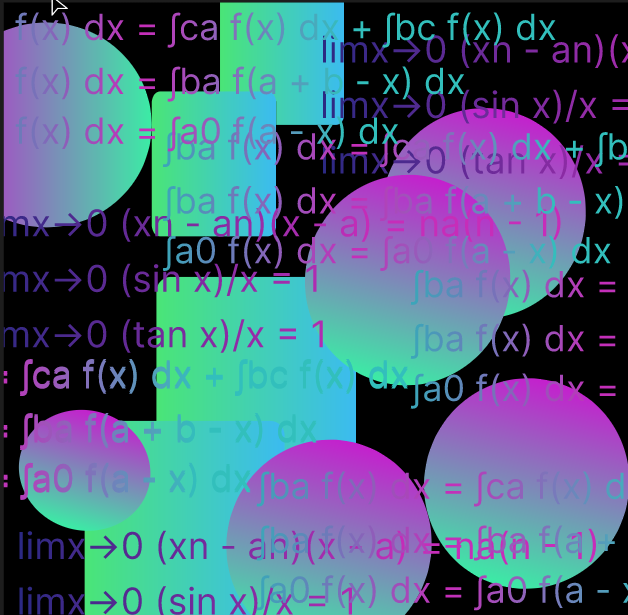 f(x) dx = ∫ca f(x) dx + ∫bc f(x) dx
limx→0 (xn - an)(x
f(x) dx = ∫ba f(a + b - x) dx
limx→0 (sin x)/x =
f(x) dx = ∫a0 f(a - x) dx
∫ba f(x) dx = ∫ca f(x) dx + ∫b
limx→0 (tan x)/x =
∫ba f(x) dx = ∫ba f(a + b - x)
mx→0 (xn - an)(x - a) = na(n - 1)
∫a0 f(x) dx = ∫a0 f(a - x) dx
mx→0 (sin x)/x = 1
∫ba f(x) dx =
mx→0 (tan x)/x = 1
∫ba f(x) dx =
= ∫ca f(x) dx + ∫bc f(x) dx
∫a0 f(x) dx =
= ∫ba f(a + b - x) dx
= ∫a0 f(a - x) dx
∫ba f(x) dx = ∫ca f(x) d
limx→0 (xn - an)(x - a) = na(n - 1)
∫ba f(x) dx = ∫ba f(a +
limx→0 (sin x)/x = 1
∫a0 f(x) dx = ∫a0 f(a - x